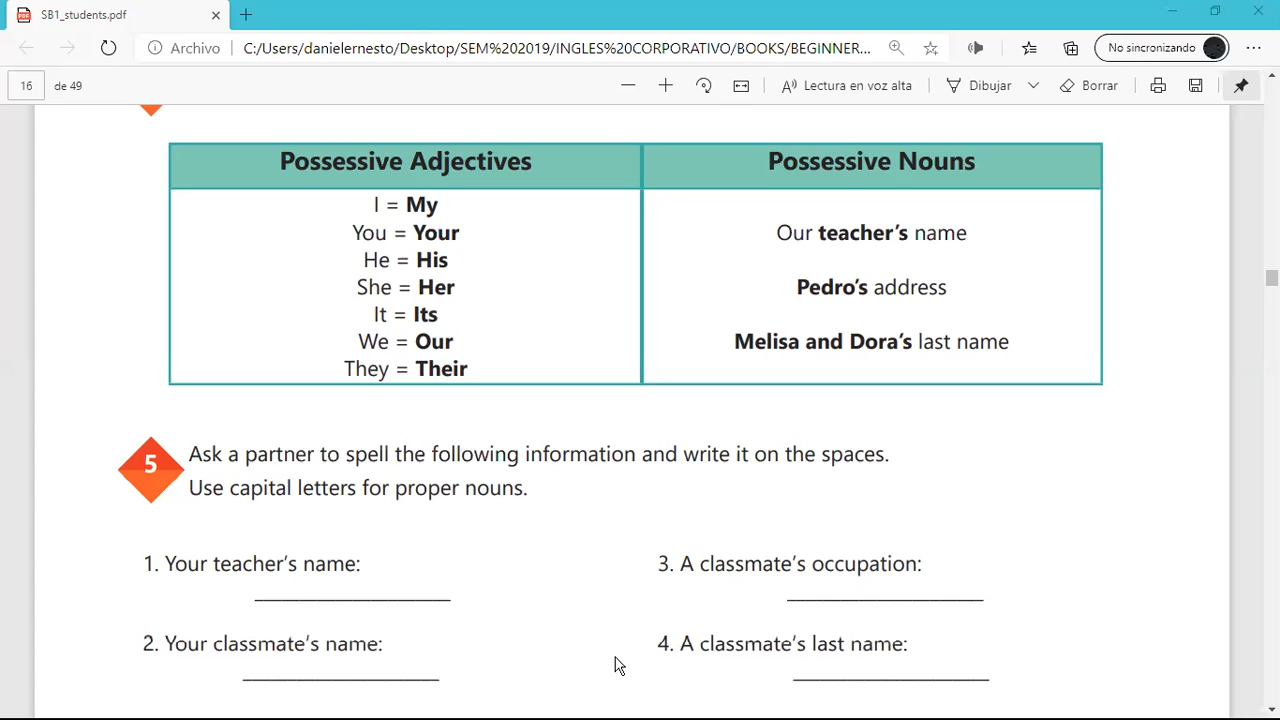 SB1_students.pdf
Archivo C:/Users/danielernesto/Desktop/SEM%202019/INGLES%20CORPORATIVO/BOOKS/BEGINNER... No sincronizando
16 de 49 Lectura en voz alta Dibujar Borrar
Possessive Adjectives
I = My
You = Your
He = His
She = Her
It = Its
We = Our
They = Their
Possessive Nouns
Our teacher's name
Pedro's address
Melisa and Dora's last name
5 Ask a partner to spell the following information and write it on the spaces.
Use capital letters for proper nouns.
1. Your teacher's name:
2. Your classmate's name:
3. A classmate's occupation:
4. A classmate's last name: